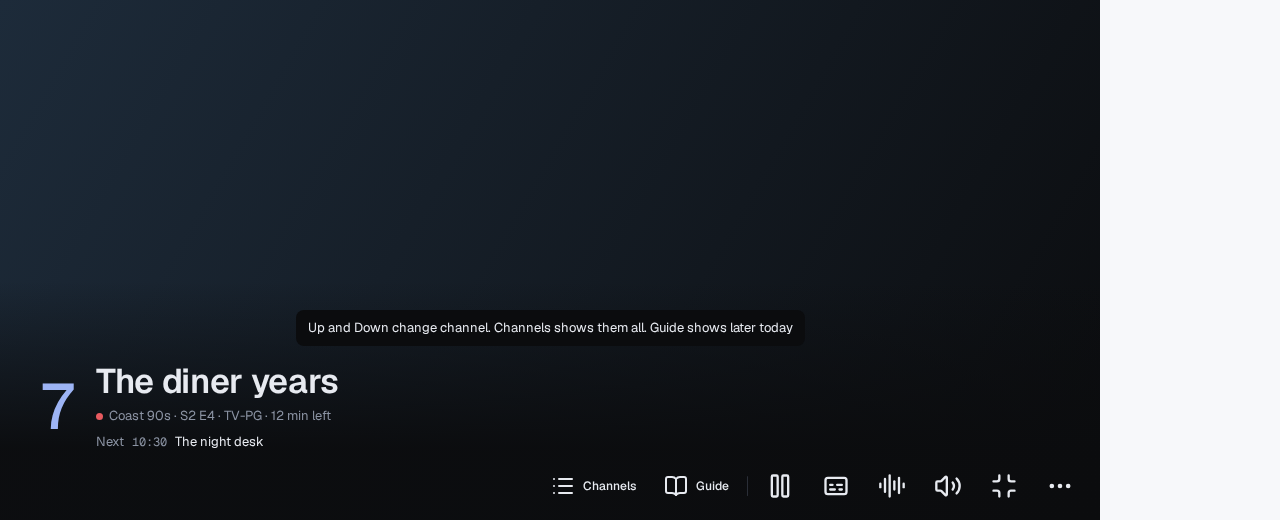 Up and Down change channel. Channels shows them all. Guide shows later today
7
The diner years
Coast 90s · S2 E4 · TV-PG · 12 min left
Next 10:30 The night desk
Channels Guide